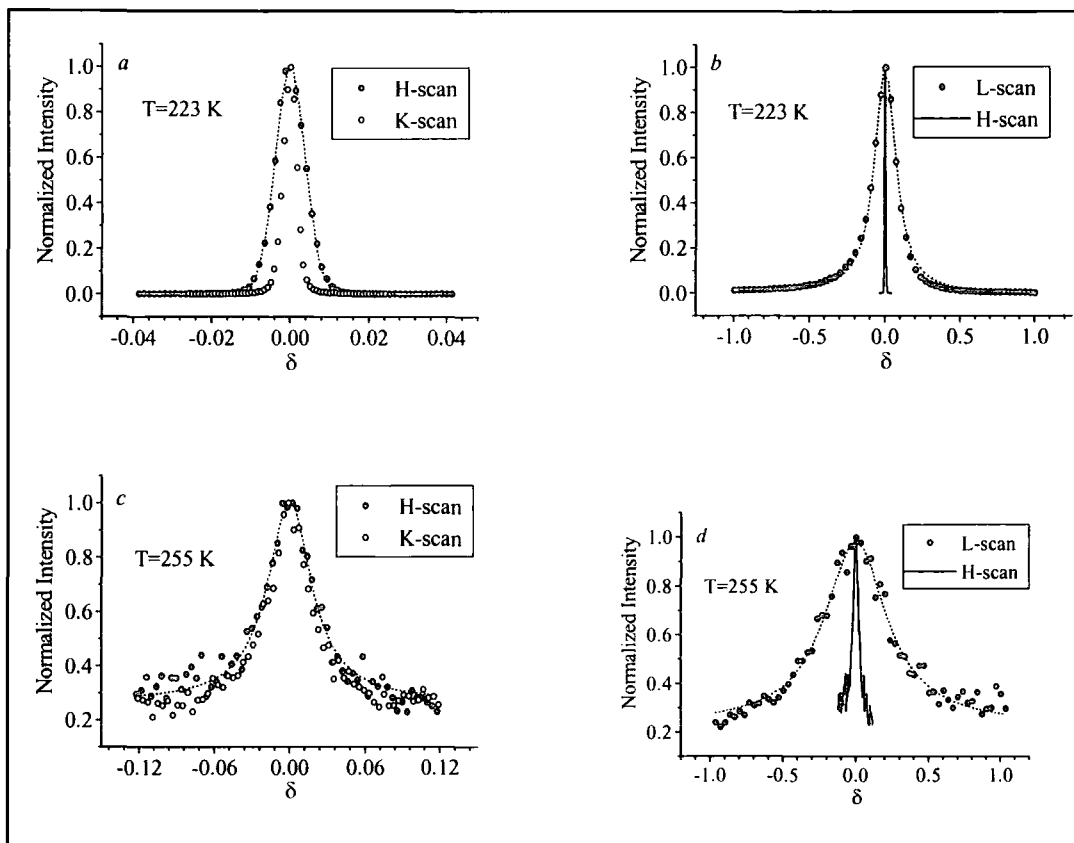 a
T=223 K
H-scan
K-scan
Normalized Intensity
1.0
0.8
0.6
0.4
0.2
0.0
-0.04 -0.02 0.00 0.02 0.04
δ
b
T=223 K
L-scan
H-scan
Normalized Intensity
1.0
0.8
0.6
0.4
0.2
0.0
-1.0 -0.5 0.0 0.5 1.0
δ
c
T=255 K
H-scan
K-scan
Normalized Intensity
1.0
0.8
0.6
0.4
0.2
-0.12 -0.06 0.00 0.06 0.12
δ
d
T=255 K
L-scan
H-scan
Normalized Intensity
1.0
0.8
0.6
0.4
0.2
-1.0 -0.5 0.0 0.5 1.0
δ